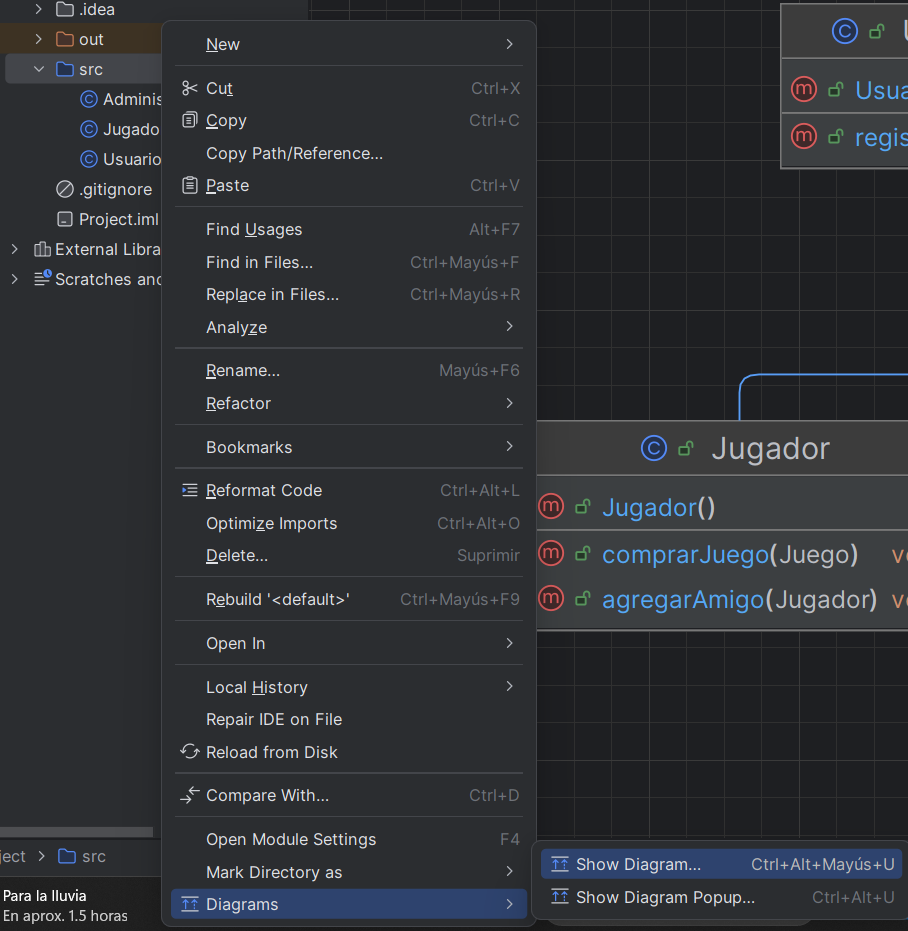 .idea
out
src
Adminis
Jugado
Usuario
.gitignore
Project.iml
External Libra
Scratches and
New
Cut Ctrl+X
Copy Ctrl+C
Copy Path/Reference...
Paste Ctrl+V
Find Usages Alt+F7
Find in Files... Ctrl+Mayús+F
Replace in Files... Ctrl+Mayús+R
Analyze
Rename... Mayús+F6
Refactor
Bookmarks
Reformat Code Ctrl+Alt+L
Optimize Imports Ctrl+Alt+O
Delete... Suprimir
Rebuild '<default>' Ctrl+Mayús+F9
Open In
Local History
Repair IDE on File
Reload from Disk
Compare With... Ctrl+D
Open Module Settings F4
Mark Directory as
Diagrams
Show Diagram... Ctrl+Alt+Mayús+U
Show Diagram Popup... Ctrl+Alt+U
C
m Usua
m regis
C Jugador
m Jugador()
m comprarJuego(Juego) vo
m agregarAmigo(Jugador) vo
ject > src
Para la lluvia
En aprox. 1.5 horas